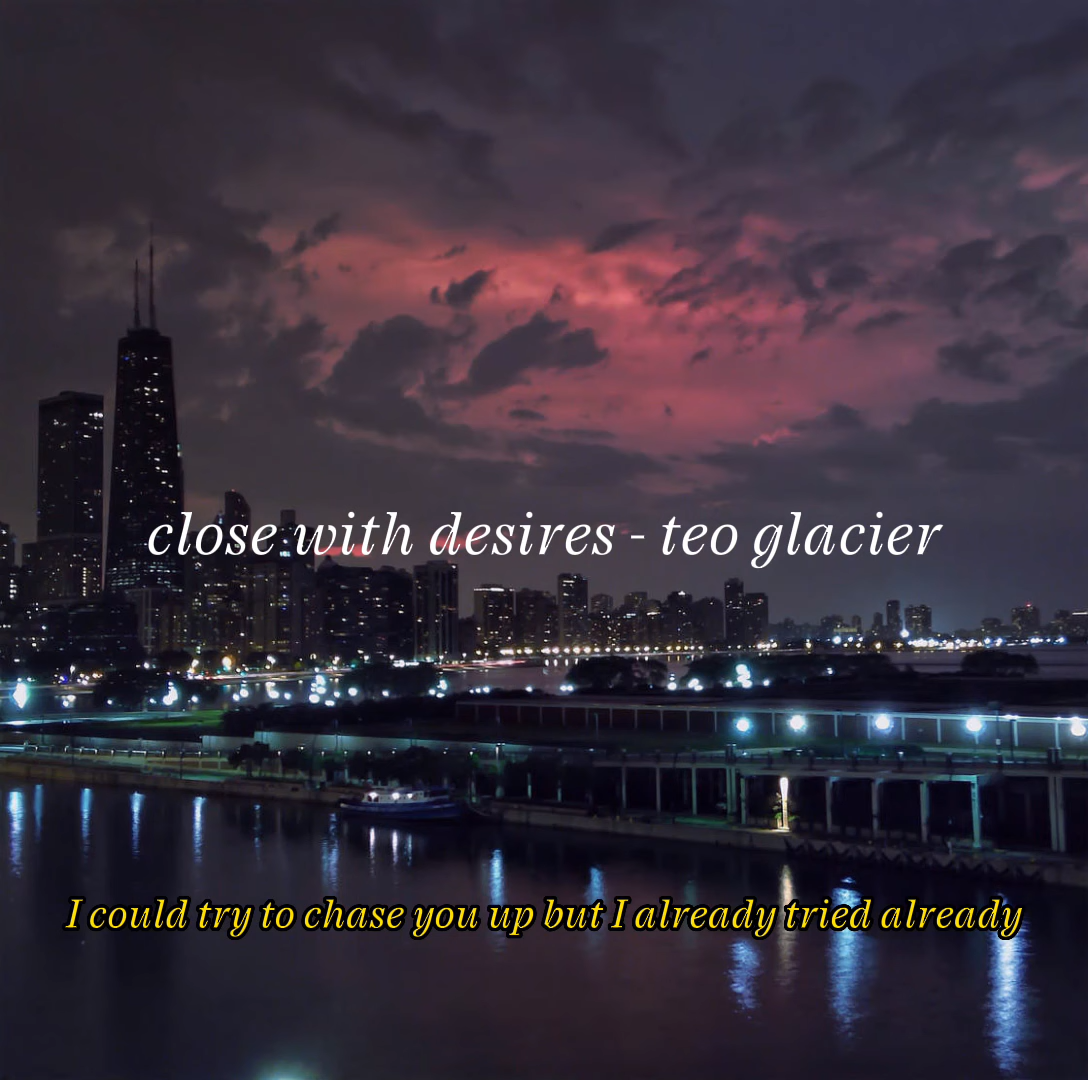 close with desires - teo glacier
I could try to chase you up but I already tried already